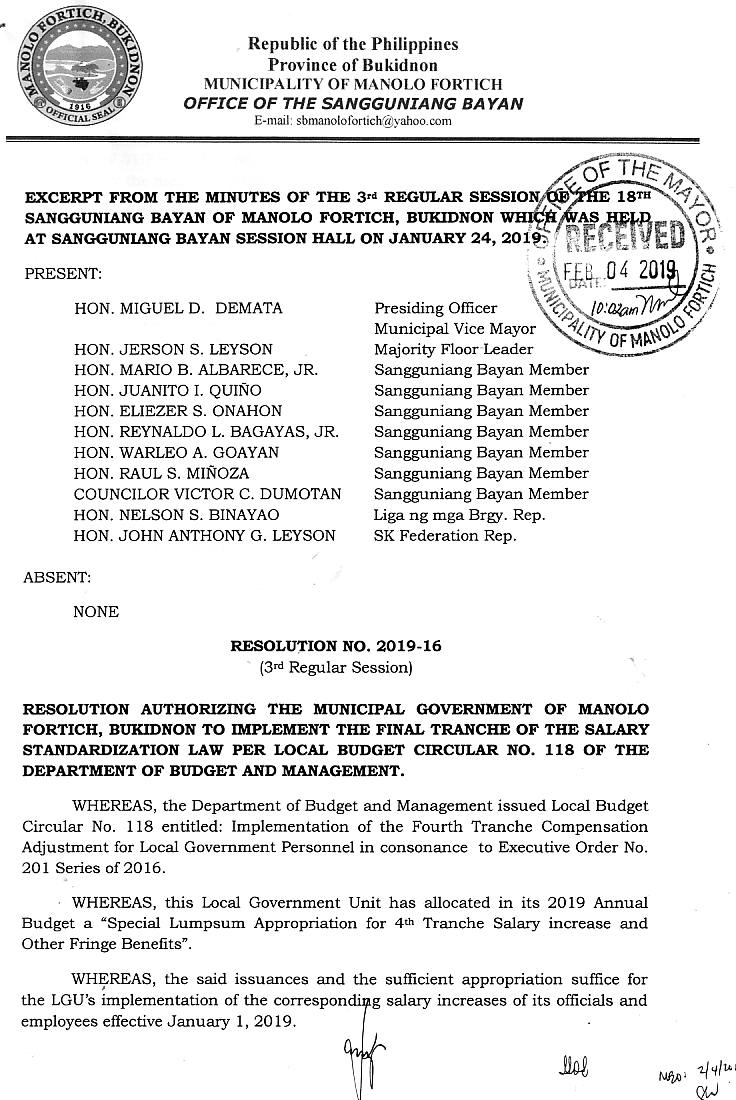 MANOLO FORTICH, BUKIDNON
1916
OFFICIAL SEAL
Republic of the Philippines
Province of Bukidnon
MUNICIPALITY OF MANOLO FORTICH
OFFICE OF THE SANGGUNIANG BAYAN
E-mail: sbmanolofortich@yahoo.com
EXCERPT FROM THE MINUTES OF THE 3rd REGULAR SESSION OF THE 18TH
SANGGUNIANG BAYAN OF MANOLO FORTICH, BUKIDNON WHICH WAS HELD
AT SANGGUNIANG BAYAN SESSION HALL ON JANUARY 24, 2019.
OFFICE OF THE MAYOR
RECEIVED
FEB 04 2019
DATE:
10:02am
MUNICIPALITY OF MANOLO FORTICH
PRESENT:
HON. MIGUEL D. DEMATA Presiding Officer
Municipal Vice Mayor
HON. JERSON S. LEYSON Majority Floor Leader
HON. MARIO B. ALBARECE, JR. Sangguniang Bayan Member
HON. JUANITO I. QUIÑO Sangguniang Bayan Member
HON. ELIEZER S. ONAHON Sangguniang Bayan Member
HON. REYNALDO L. BAGAYAS, JR. Sangguniang Bayan Member
HON. WARLEO A. GOAYAN Sangguniang Bayan Member
HON. RAUL S. MIÑOZA Sangguniang Bayan Member
COUNCILOR VICTOR C. DUMOTAN Sangguniang Bayan Member
HON. NELSON S. BINAYAO Liga ng mga Brgy. Rep.
HON. JOHN ANTHONY G. LEYSON SK Federation Rep.
ABSENT:
NONE
RESOLUTION NO. 2019-16
(3rd Regular Session)
RESOLUTION AUTHORIZING THE MUNICIPAL GOVERNMENT OF MANOLO
FORTICH, BUKIDNON TO IMPLEMENT THE FINAL TRANCHE OF THE SALARY
STANDARDIZATION LAW PER LOCAL BUDGET CIRCULAR NO. 118 OF THE
DEPARTMENT OF BUDGET AND MANAGEMENT.
WHEREAS, the Department of Budget and Management issued Local Budget
Circular No. 118 entitled: Implementation of the Fourth Tranche Compensation
Adjustment for Local Government Personnel in consonance to Executive Order No.
201 Series of 2016.
WHEREAS, this Local Government Unit has allocated in its 2019 Annual
Budget a “Special Lumpsum Appropriation for 4th Tranche Salary increase and
Other Fringe Benefits”.
WHEREAS, the said issuances and the sufficient appropriation suffice for
the LGU’s implementation of the corresponding salary increases of its officials and
employees effective January 1, 2019.